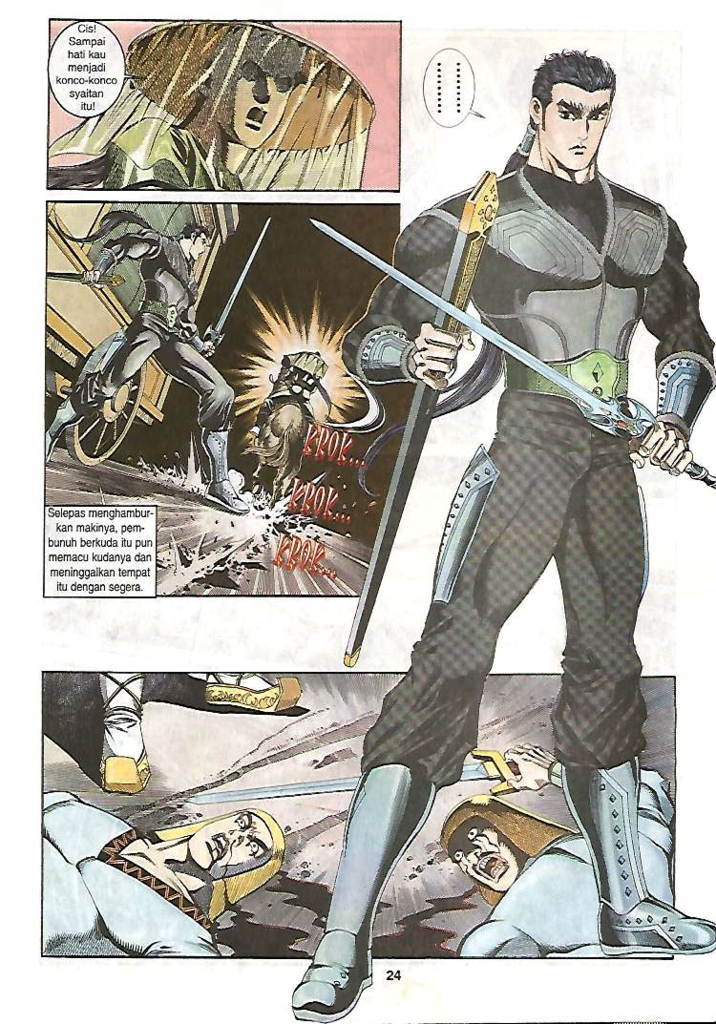 Cis!
Sampai
hati kau
menjadi
konco-konco
syaitan
itu!
......
......
KROK...
KROK...
KROK...
Selepas menghambur-
kan makinya, pem-
bunuh berkuda itu pun
memacu kudanya dan
meninggalkan tempat
itu dengan segera.
24